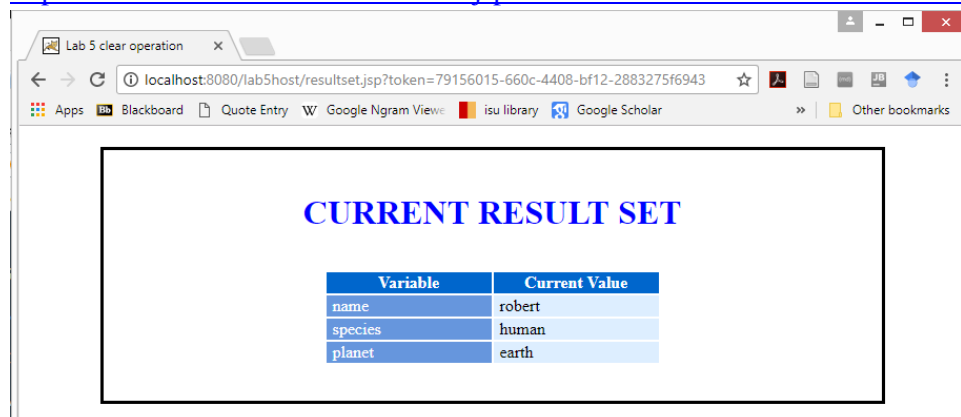 Lab 5 clear operation
localhost:8080/lab5host/resultset.jsp?token=79156015-660c-4408-bf12-2883275f6943
Apps Bb Blackboard Quote Entry W Google Ngram Viewe isu library Google Scholar » Other bookmarks
CURRENT RESULT SET
Variable Current Value
name robert
species human
planet earth